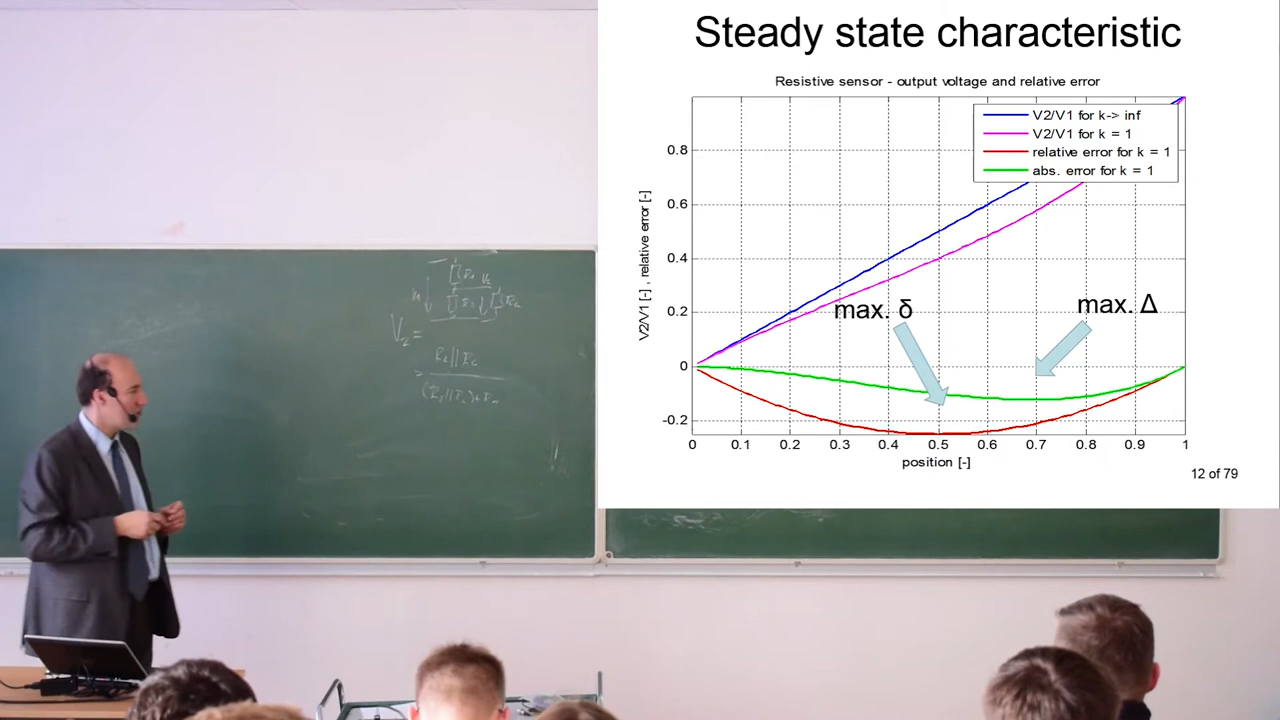 Steady state characteristic
Resistive sensor - output voltage and relative error
V2/V1 for k-> inf
V2/V1 for k = 1
relative error for k = 1
abs. error for k = 1
V2/V1 [-] , relative error [-]
0.8
0.6
0.4
0.2
0
-0.2
max. δ
max. Δ
0 0.1 0.2 0.3 0.4 0.5 0.6 0.7 0.8 0.9 1
position [-]
12 of 79
V₂ =